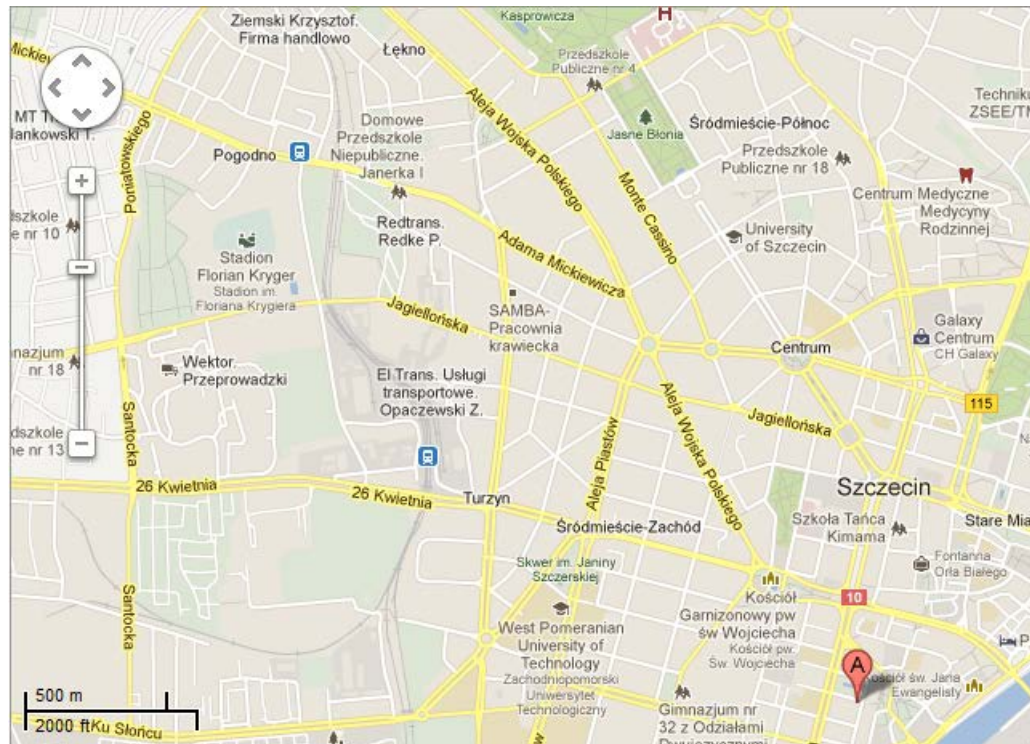 Ziemski Krzysztof.
Firma handlowo
Kasprowicza
H
Mickiew
Łękno
Przedszkole
Publiczne nr 4
Aleja Wojska Polskiego
Poniatowskiego
Domowe
Przedszkole
Niepubliczne.
Janerka I
Jasne Błonia
Śródmieście-Północ
ZSEE/TM
Pogodno
Przedszkole
Publiczne nr 18
Monte Cassino
Centrum Medyczne
Medycyny
Rodzinnej
dszkole
e nr 10
Redtrans.
Redke P.
University
of Szczecin
Stadion
Florian Kryger
Stadion im.
Floriana Krygiera
Adama Mickiewicza
Jagiellońska
SAMBA-
Pracownia
krawiecka
Galaxy
Centrum
CH Galaxy
Centrum
nazjum
nr 18
Wektor.
Przeprowadzki
El Trans. Usługi
transportowe.
Opaczewski Z.
115
Jagiellońska
Aleja Wojska Polskiego
Aleja Piastów
Santocka
dszkole
e nr 13
26 Kwietnia
26 Kwietnia
Turzyn
Szczecin
Śródmieście-Zachód
Szkoła Tańca
Kimama
Stare Mia
Skwer im. Janiny
Szczerskiej
Fontanna
Orła Białego
Santocka
10
Kościół
Garnizonowy pw
św Wojciecha
Kościół pw.
Św. Wojciecha
West Pomeranian
University of
Technology
Zachodniopomorski
Uniwersytet
Technologiczny
A
Kościół św. Jana
Ewangelisty
P
500 m
2000 ft
Ku Słońcu
Gimnazjum nr
32 z Odziałami
Dwujęzycznymi